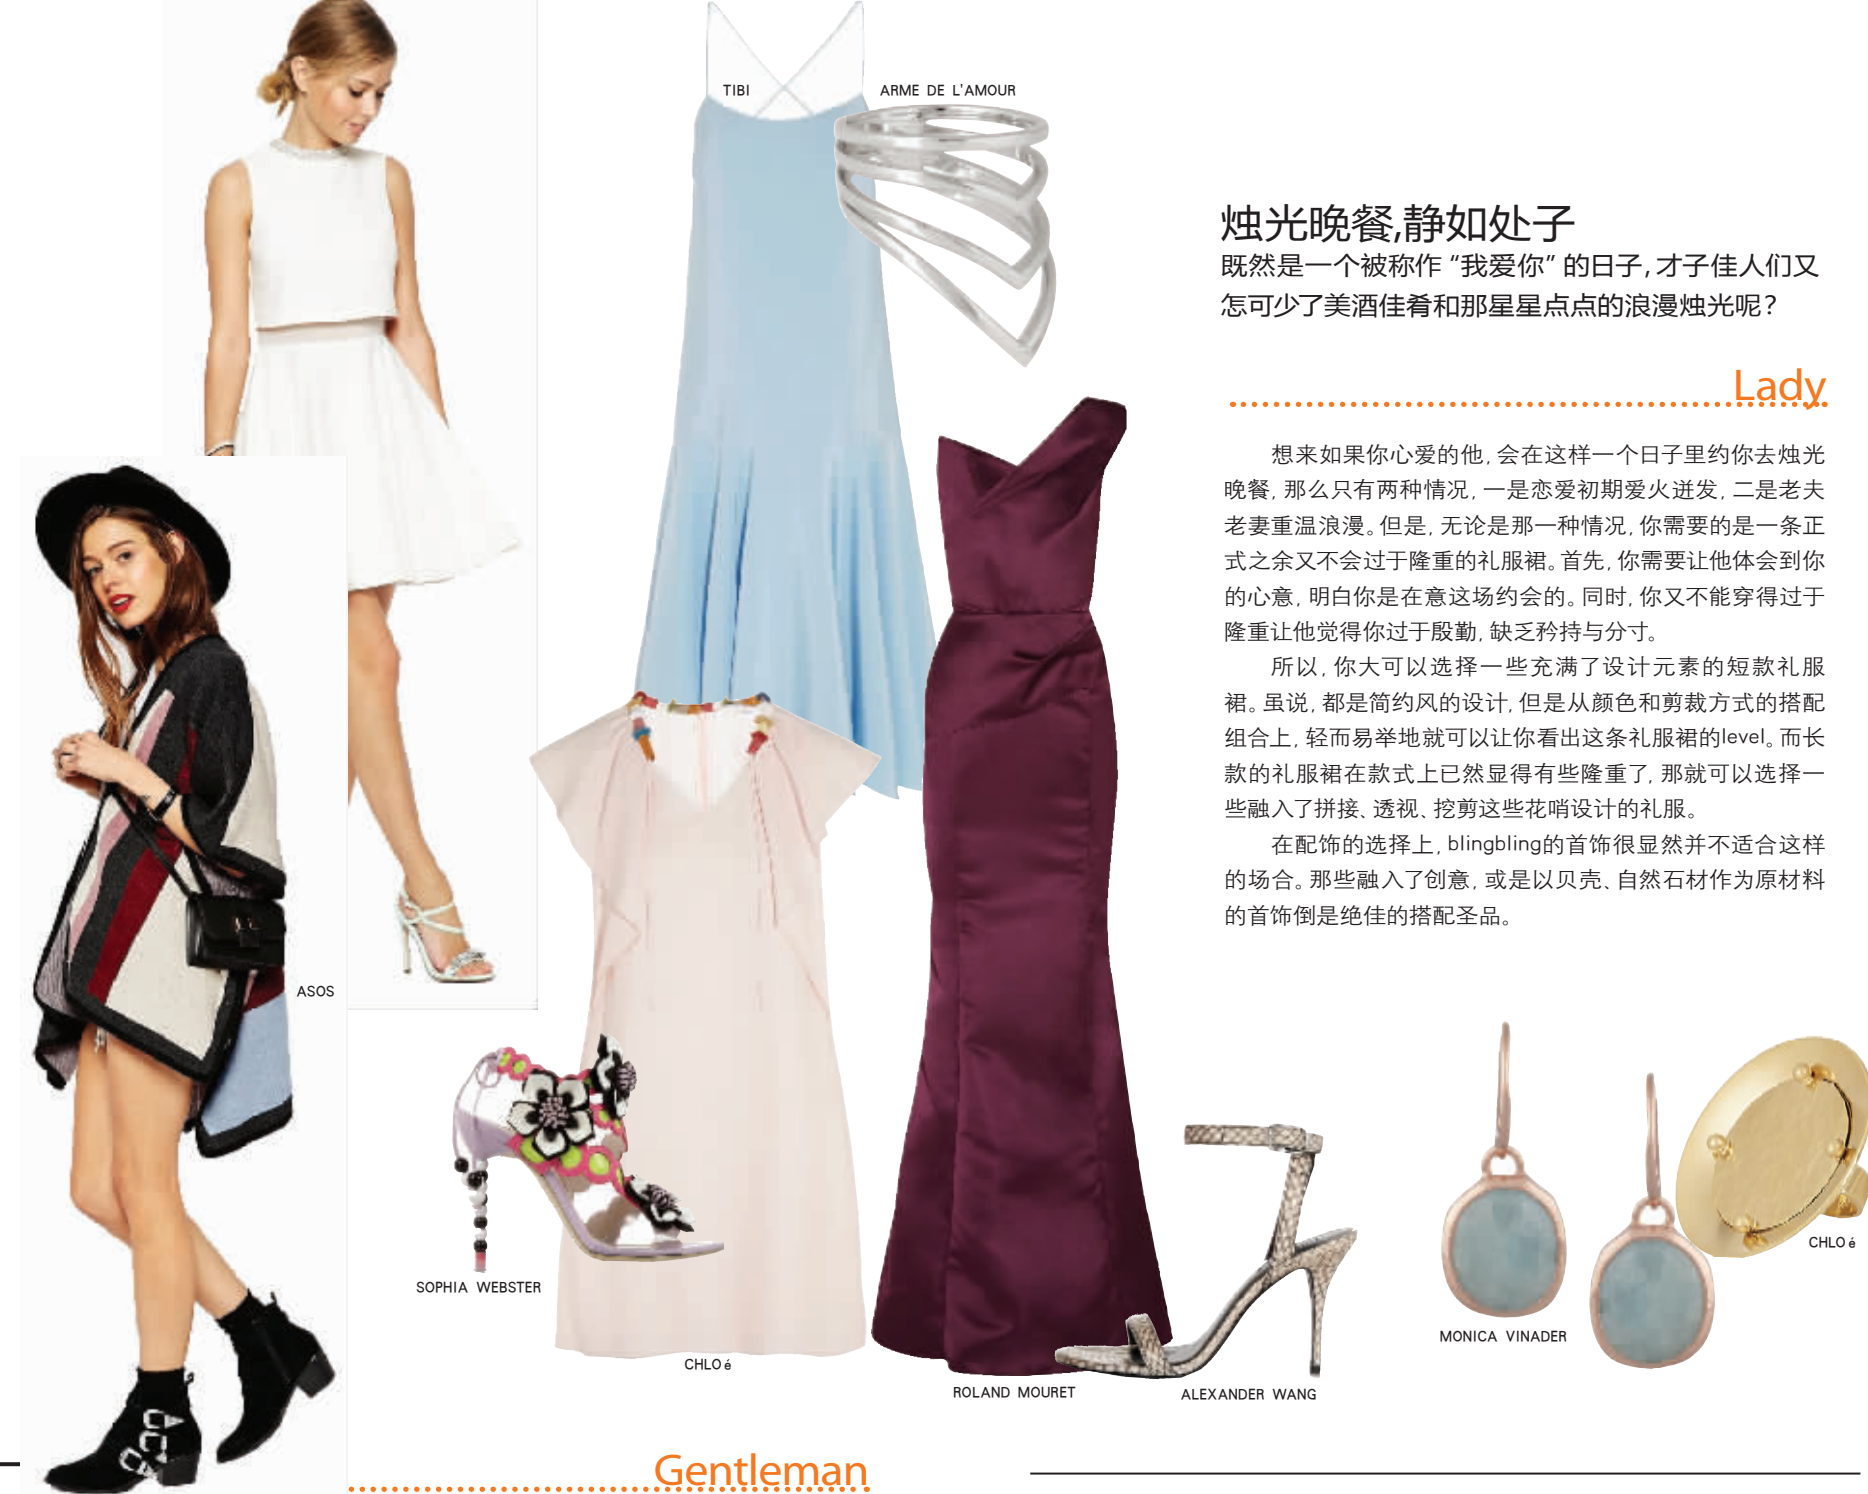 TIBI
ARME DE L'AMOUR
烛光晚餐,静如处子
既然是一个被称作“我爱你”的日子,才子佳人们又
怎可少了美酒佳肴和那星星点点的浪漫烛光呢?
Lady
想来如果你心爱的他,会在这样一个日子里约你去烛光
晚餐,那么只有两种情况,一是恋爱初期爱火迸发,二是老夫
老妻重温浪漫。但是,无论是那一种情况,你需要的是一条正
式之余又不会过于隆重的礼服裙。首先,你需要让他体会到你
的心意,明白你是在意这场约会的。同时,你又不能穿得过于
隆重让他觉得你过于殷勤,缺乏矜持与分寸。
所以,你大可以选择一些充满了设计元素的短款礼服
裙。虽说,都是简约风的设计,但是从颜色和剪裁方式的搭配
组合上,轻而易举地就可以让你看出这条礼服裙的level。而长
款的礼服裙在款式上已然显得有些隆重了,那就可以选择一
些融入了拼接、透视、挖剪这些花哨设计的礼服。
在配饰的选择上,blingbling的首饰很显然并不适合这样
的场合。那些融入了创意,或是以贝壳、自然石材作为原材料
的首饰倒是绝佳的搭配圣品。
ASOS
SOPHIA WEBSTER
CHLOé
ROLAND MOURET
ALEXANDER WANG
MONICA VINADER
CHLOé
Gentleman